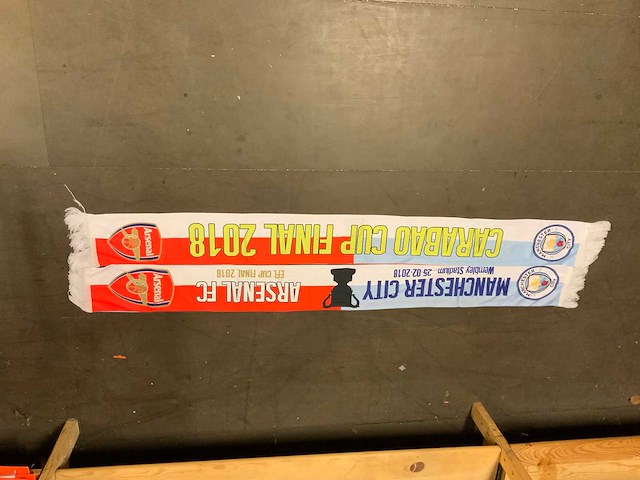 MANCHESTER CITY
Wembley Stadium 25.02.2018
ARSENAL FC
EFL CUP FINAL 2018
Arsenal
CARABAO CUP FINAL 2018
Arsenal